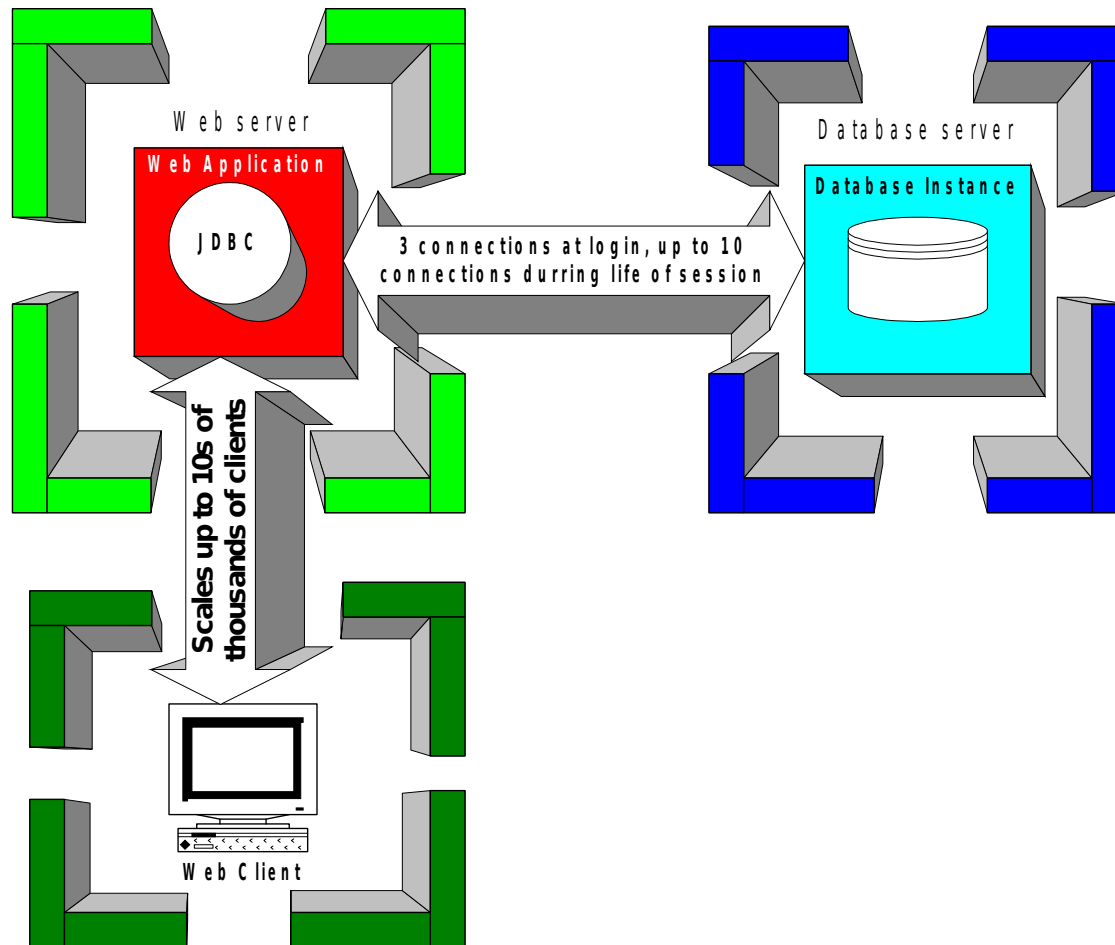 Web server
Web Application
JDBC
Database server
Database Instance
3 connections at login, up to 10
connections durring life of session
Scales up to 10s of
thousands of clients
Web Client